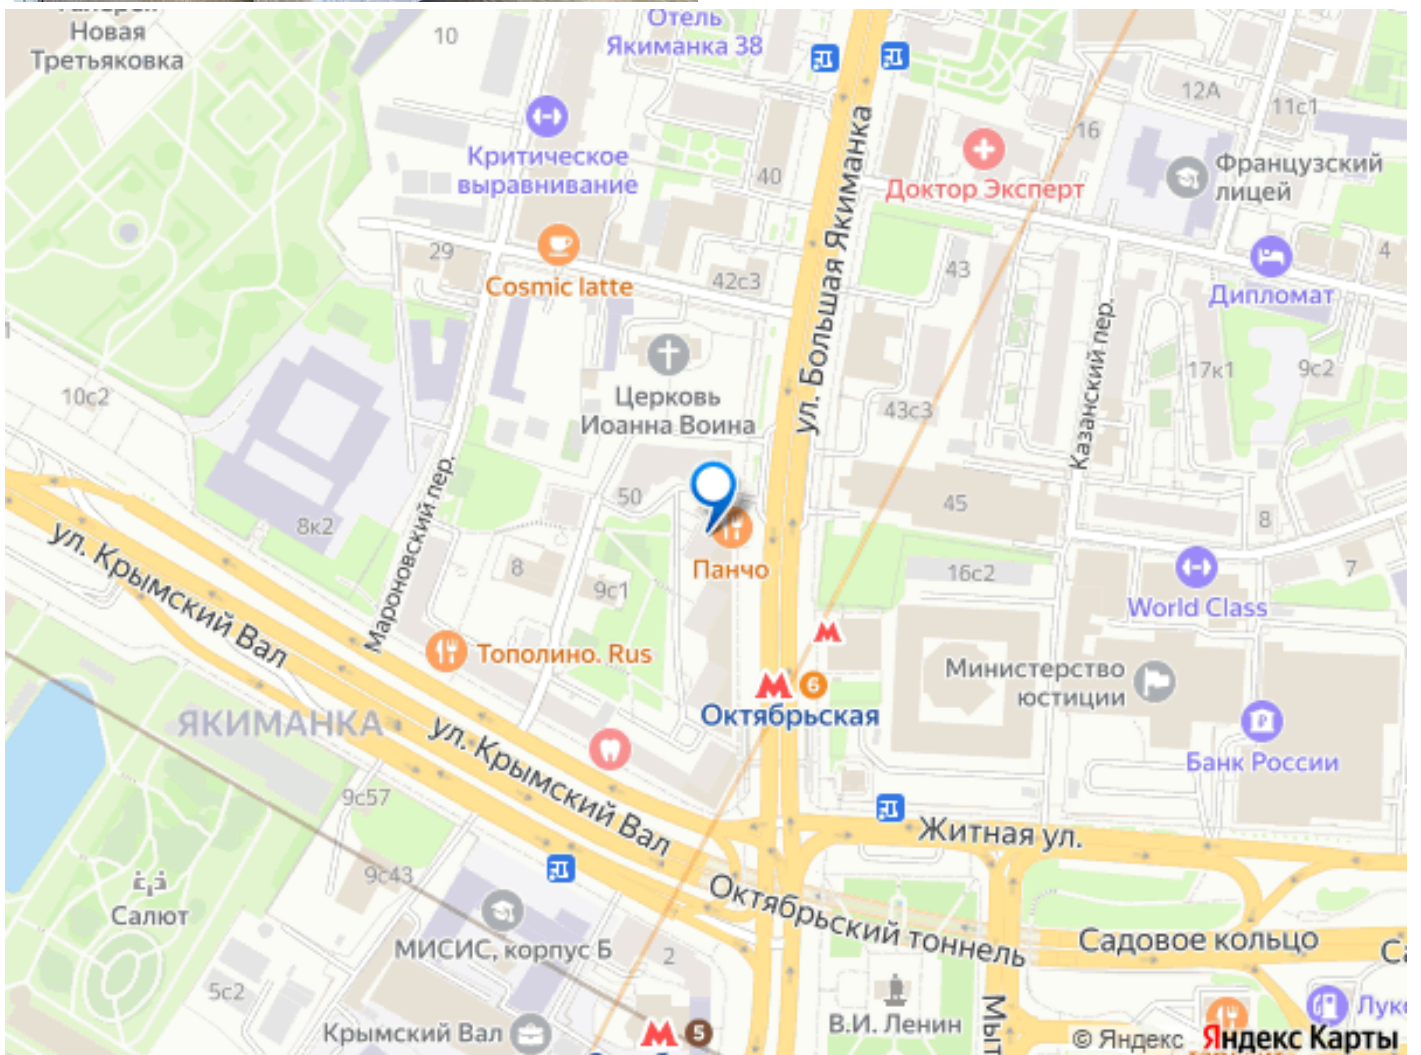 Новая
Третьяковка
10
Отель
Якиманка 38
12А
11с1
16
Критическое
выравнивание
40
Доктор Эксперт
Французский
лицей
ул. Большая Якиманка
29
Cosmic latte
42с3
43
4
Дипломат
Казанский пер.
Церковь
Иоанна Воина
10с2
17к1
9с2
43с3
Мароновский пер.
50
45
8к2
8
8
9с1
Панчо
16с2
7
World Class
ул. Крымский Вал
Тополино. Rus
М
Министерство
юстиции
М 6
Октябрьская
ЯКИМАНКА
ул. Крымский Вал
₽
Банк России
9с57
Житная ул.
9с43
Салют
Октябрьский тоннель
Садовое кольцо
МИСИС, корпус Б
2
5с2
В.И. Ленин
Крымский Вал
М 5
© Яндекс Яндекс Карты